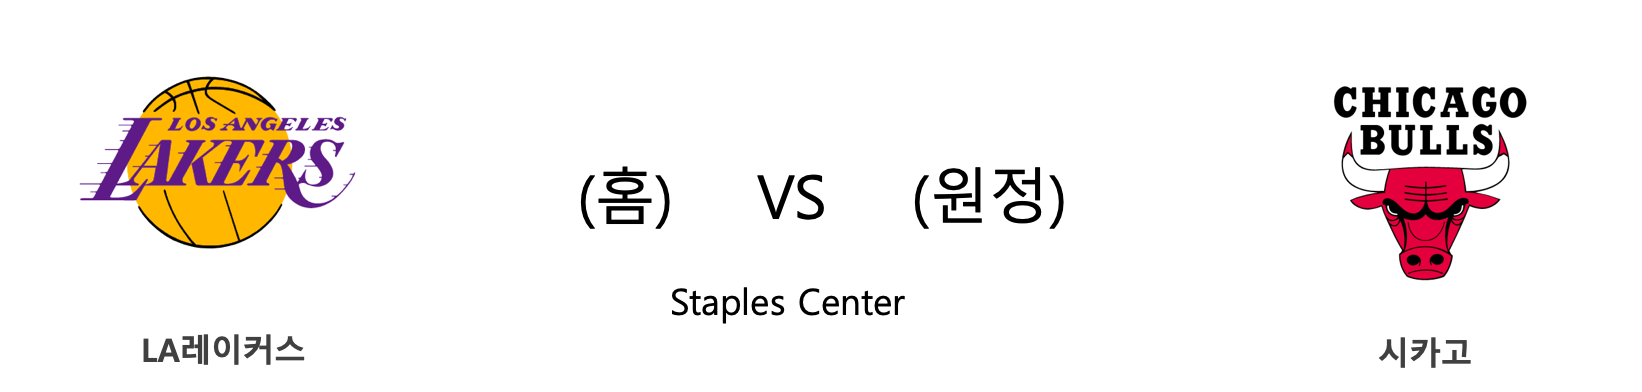 LOS ANGELES
LAKERS
(홈) VS (원정)
CHICAGO
BULLS
Staples Center
LA레이커스
시카고